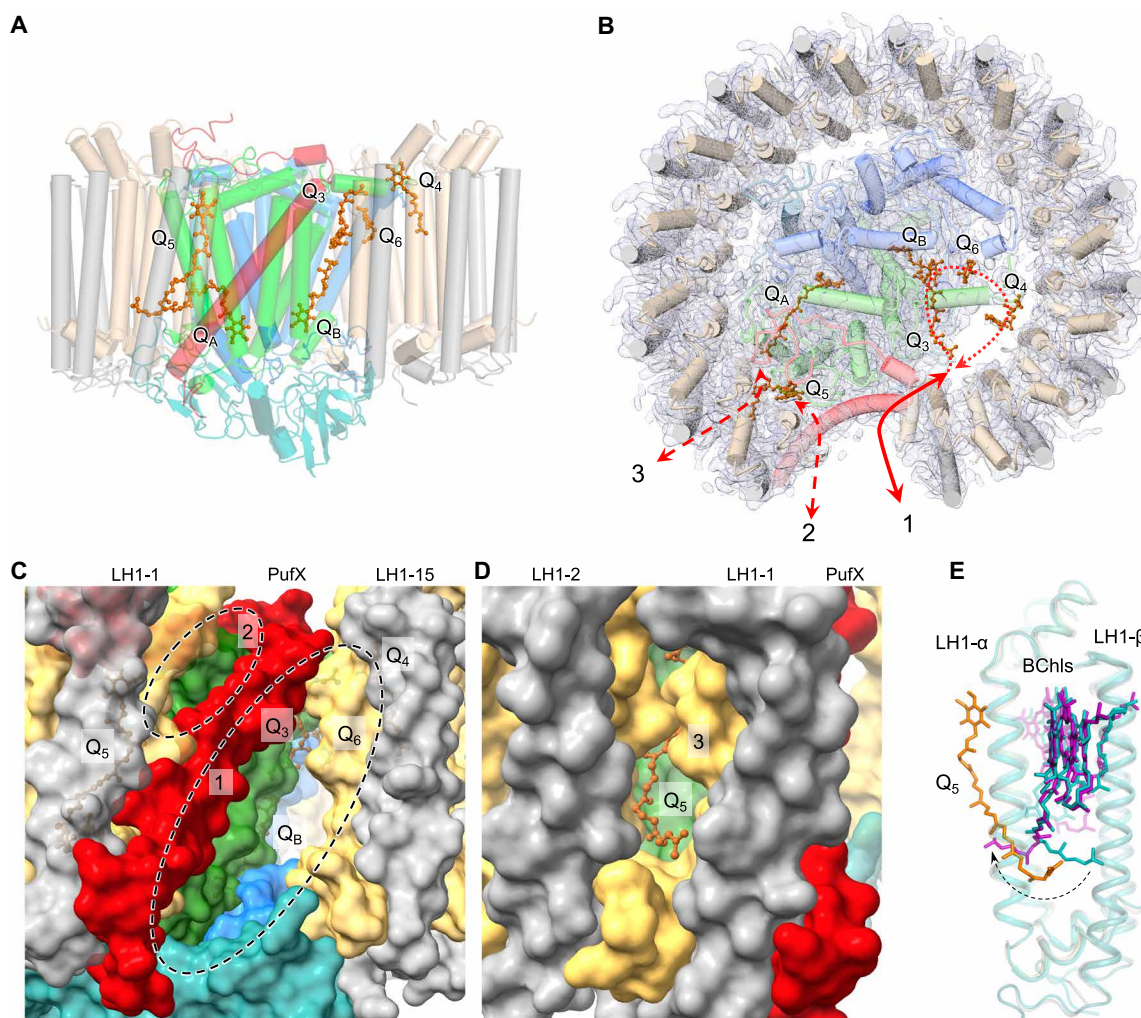 A
Q3
Q4
Q5
Q6
QA
QB
B
QB
Q6
QA
Q4
Q3
Q5
3
2
1
C
LH1-1
PufX
LH1-15
2
Q4
Q3
Q6
Q5
1
QB
D
LH1-2
LH1-1
PufX
3
Q5
E
LH1-α
LH1-β
BChls
Q5